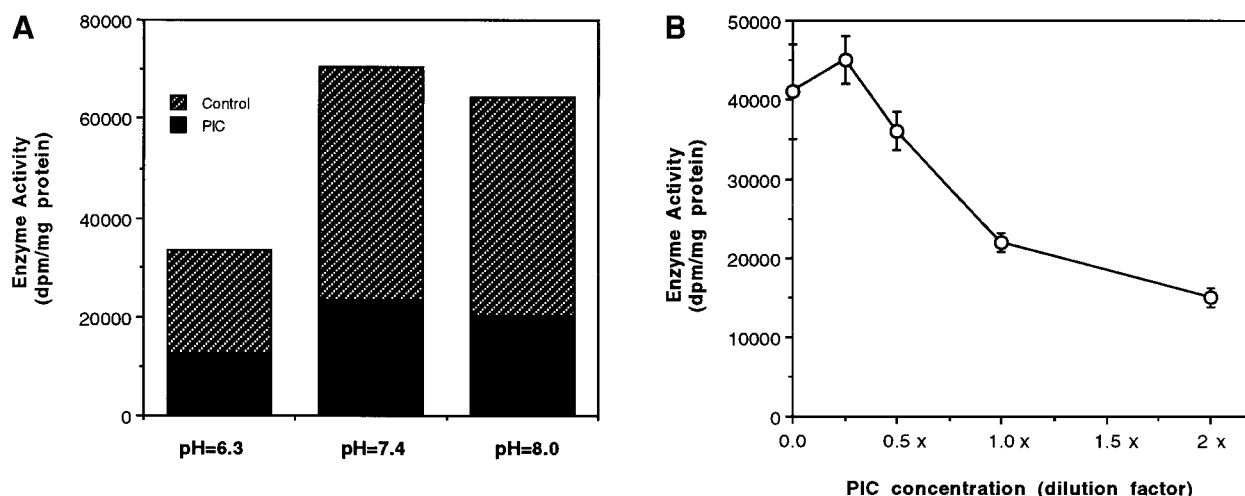 A
Enzyme Activity
(dpm/mg protein)
80000
60000
40000
20000
0
Control
PIC
pH=6.3
pH=7.4
pH=8.0
B
Enzyme Activity
(dpm/mg protein)
50000
40000
30000
20000
10000
0
0.0
0.5 x
1.0 x
1.5 x
2 x
PIC concentration (dilution factor)